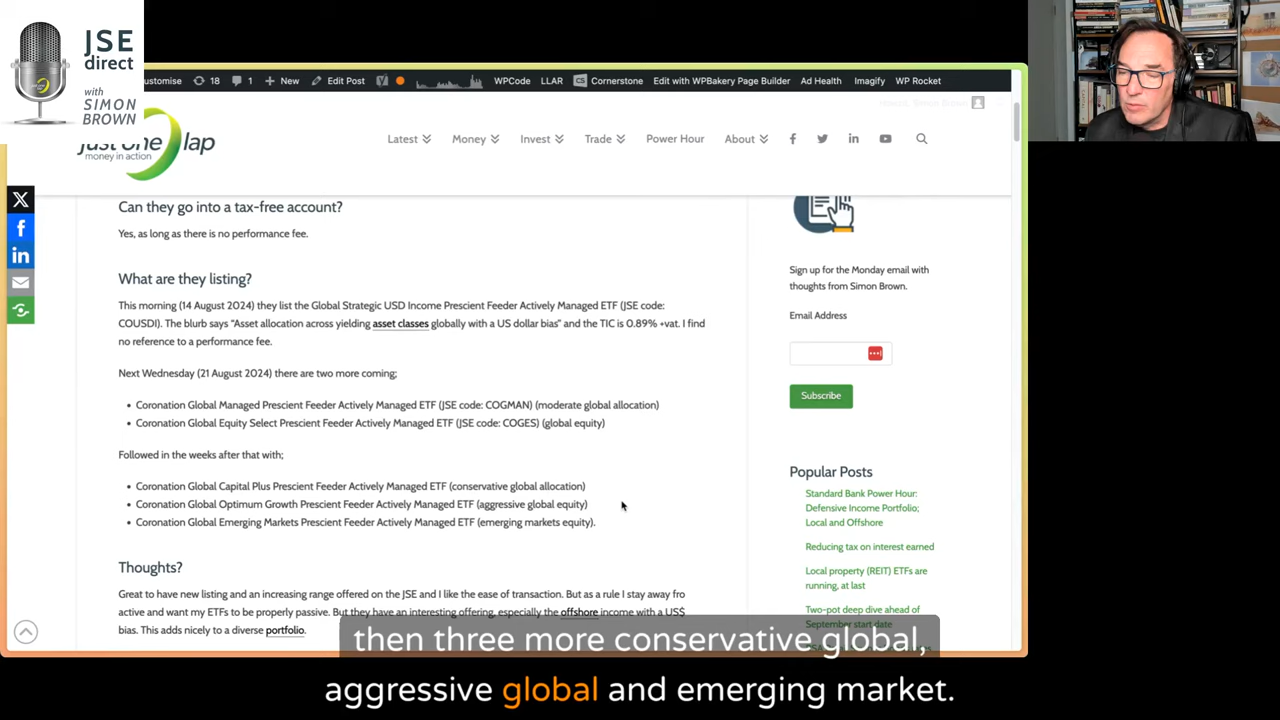 JSE
direct
with
SIMON
BROWN
ustomise
18
1
New
Edit Post
WPCode
LLAR
CS
Cornerstone
Edit with WPBakery Page Builder
Ad Health
Imagify
WP Rocket
just one lap
money in action
Latest
Money
Invest
Trade
Power Hour
About
Can they go into a tax-free account?
Yes, as long as there is no performance fee.
What are they listing?
This morning (14 August 2024) they list the Global Strategic USD Income Prescient Feeder Actively Managed ETF (JSE code:
COUSDI). The blurb says "Asset allocation across yielding asset classes globally with a US dollar bias" and the TIC is 0.89% +vat. I find
no reference to a performance fee.
Next Wednesday (21 August 2024) there are two more coming;
• Coronation Global Managed Prescient Feeder Actively Managed ETF (JSE code: COGMAN) (moderate global allocation)
• Coronation Global Equity Select Prescient Feeder Actively Managed ETF (JSE code: COGES) (global equity)
Followed in the weeks after that with;
• Coronation Global Capital Plus Prescient Feeder Actively Managed ETF (conservative global allocation)
• Coronation Global Optimum Growth Prescient Feeder Actively Managed ETF (aggressive global equity)
• Coronation Global Emerging Markets Prescient Feeder Actively Managed ETF (emerging markets equity).
Thoughts?
Great to have new listing and an increasing range offered on the JSE and I like the ease of transaction. But as a rule I stay away fro
active and want my ETFs to be properly passive. But they have an interesting offering, especially the offshore income with a US$
bias. This adds nicely to a diverse portfolio.
Sign up for the Monday email with
thoughts from Simon Brown.
Email Address
Subscribe
Popular Posts
Standard Bank Power Hour:
Defensive Income Portfolio;
Local and Offshore
Reducing tax on interest earned
Local property (REIT) ETFs are
running, at last
Two-pot deep dive ahead of
September start date
then three more conservative global,
aggressive global and emerging market.